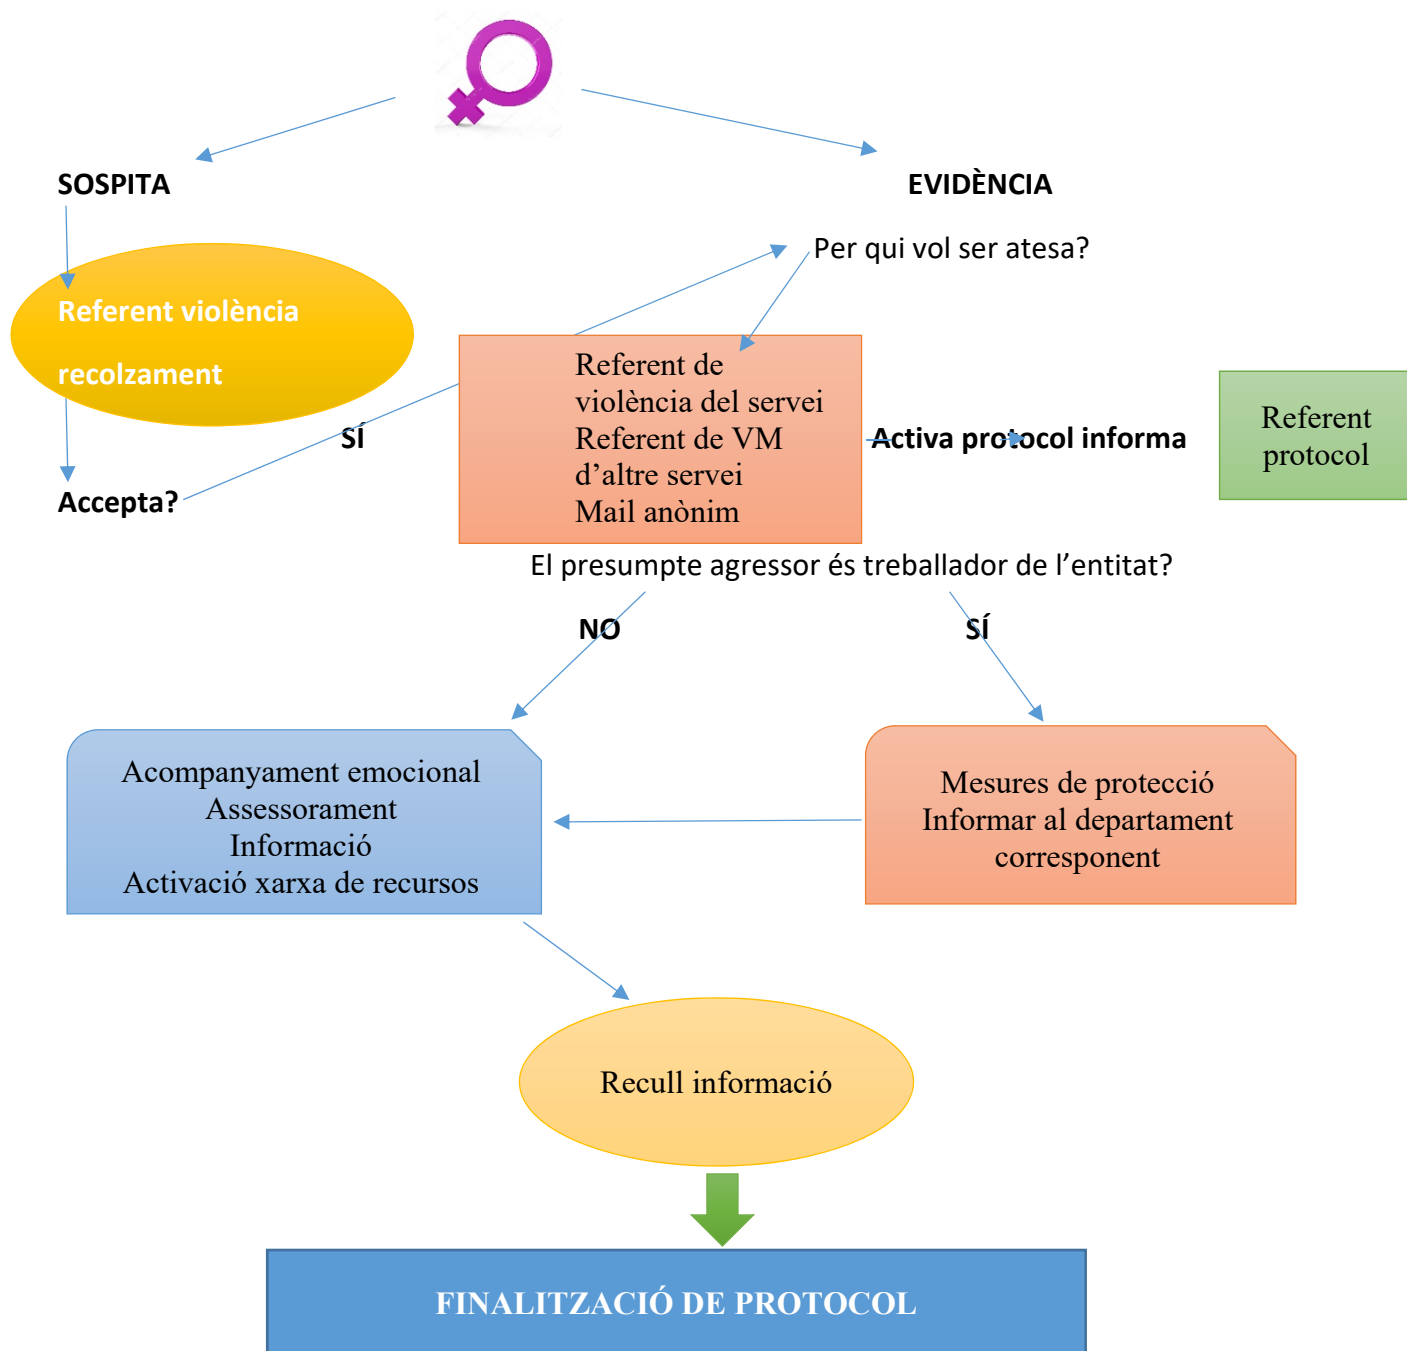 SOSPITA
EVIDÈNCIA
Per qui vol ser atesa?
Referent violència
recolzament
SÍ
Accepta?
Referent de
violència del servei
Referent de VM
d’altre servei
Mail anònim
Activa protocol informa
Referent
protocol
El presumpte agressor és treballador de l’entitat?
NO
SÍ
Acompanyament emocional
Assessorament
Informació
Activació xarxa de recursos
Mesures de protecció
Informar al departament
corresponent
Recull informació
FINALITZACIÓ DE PROTOCOL